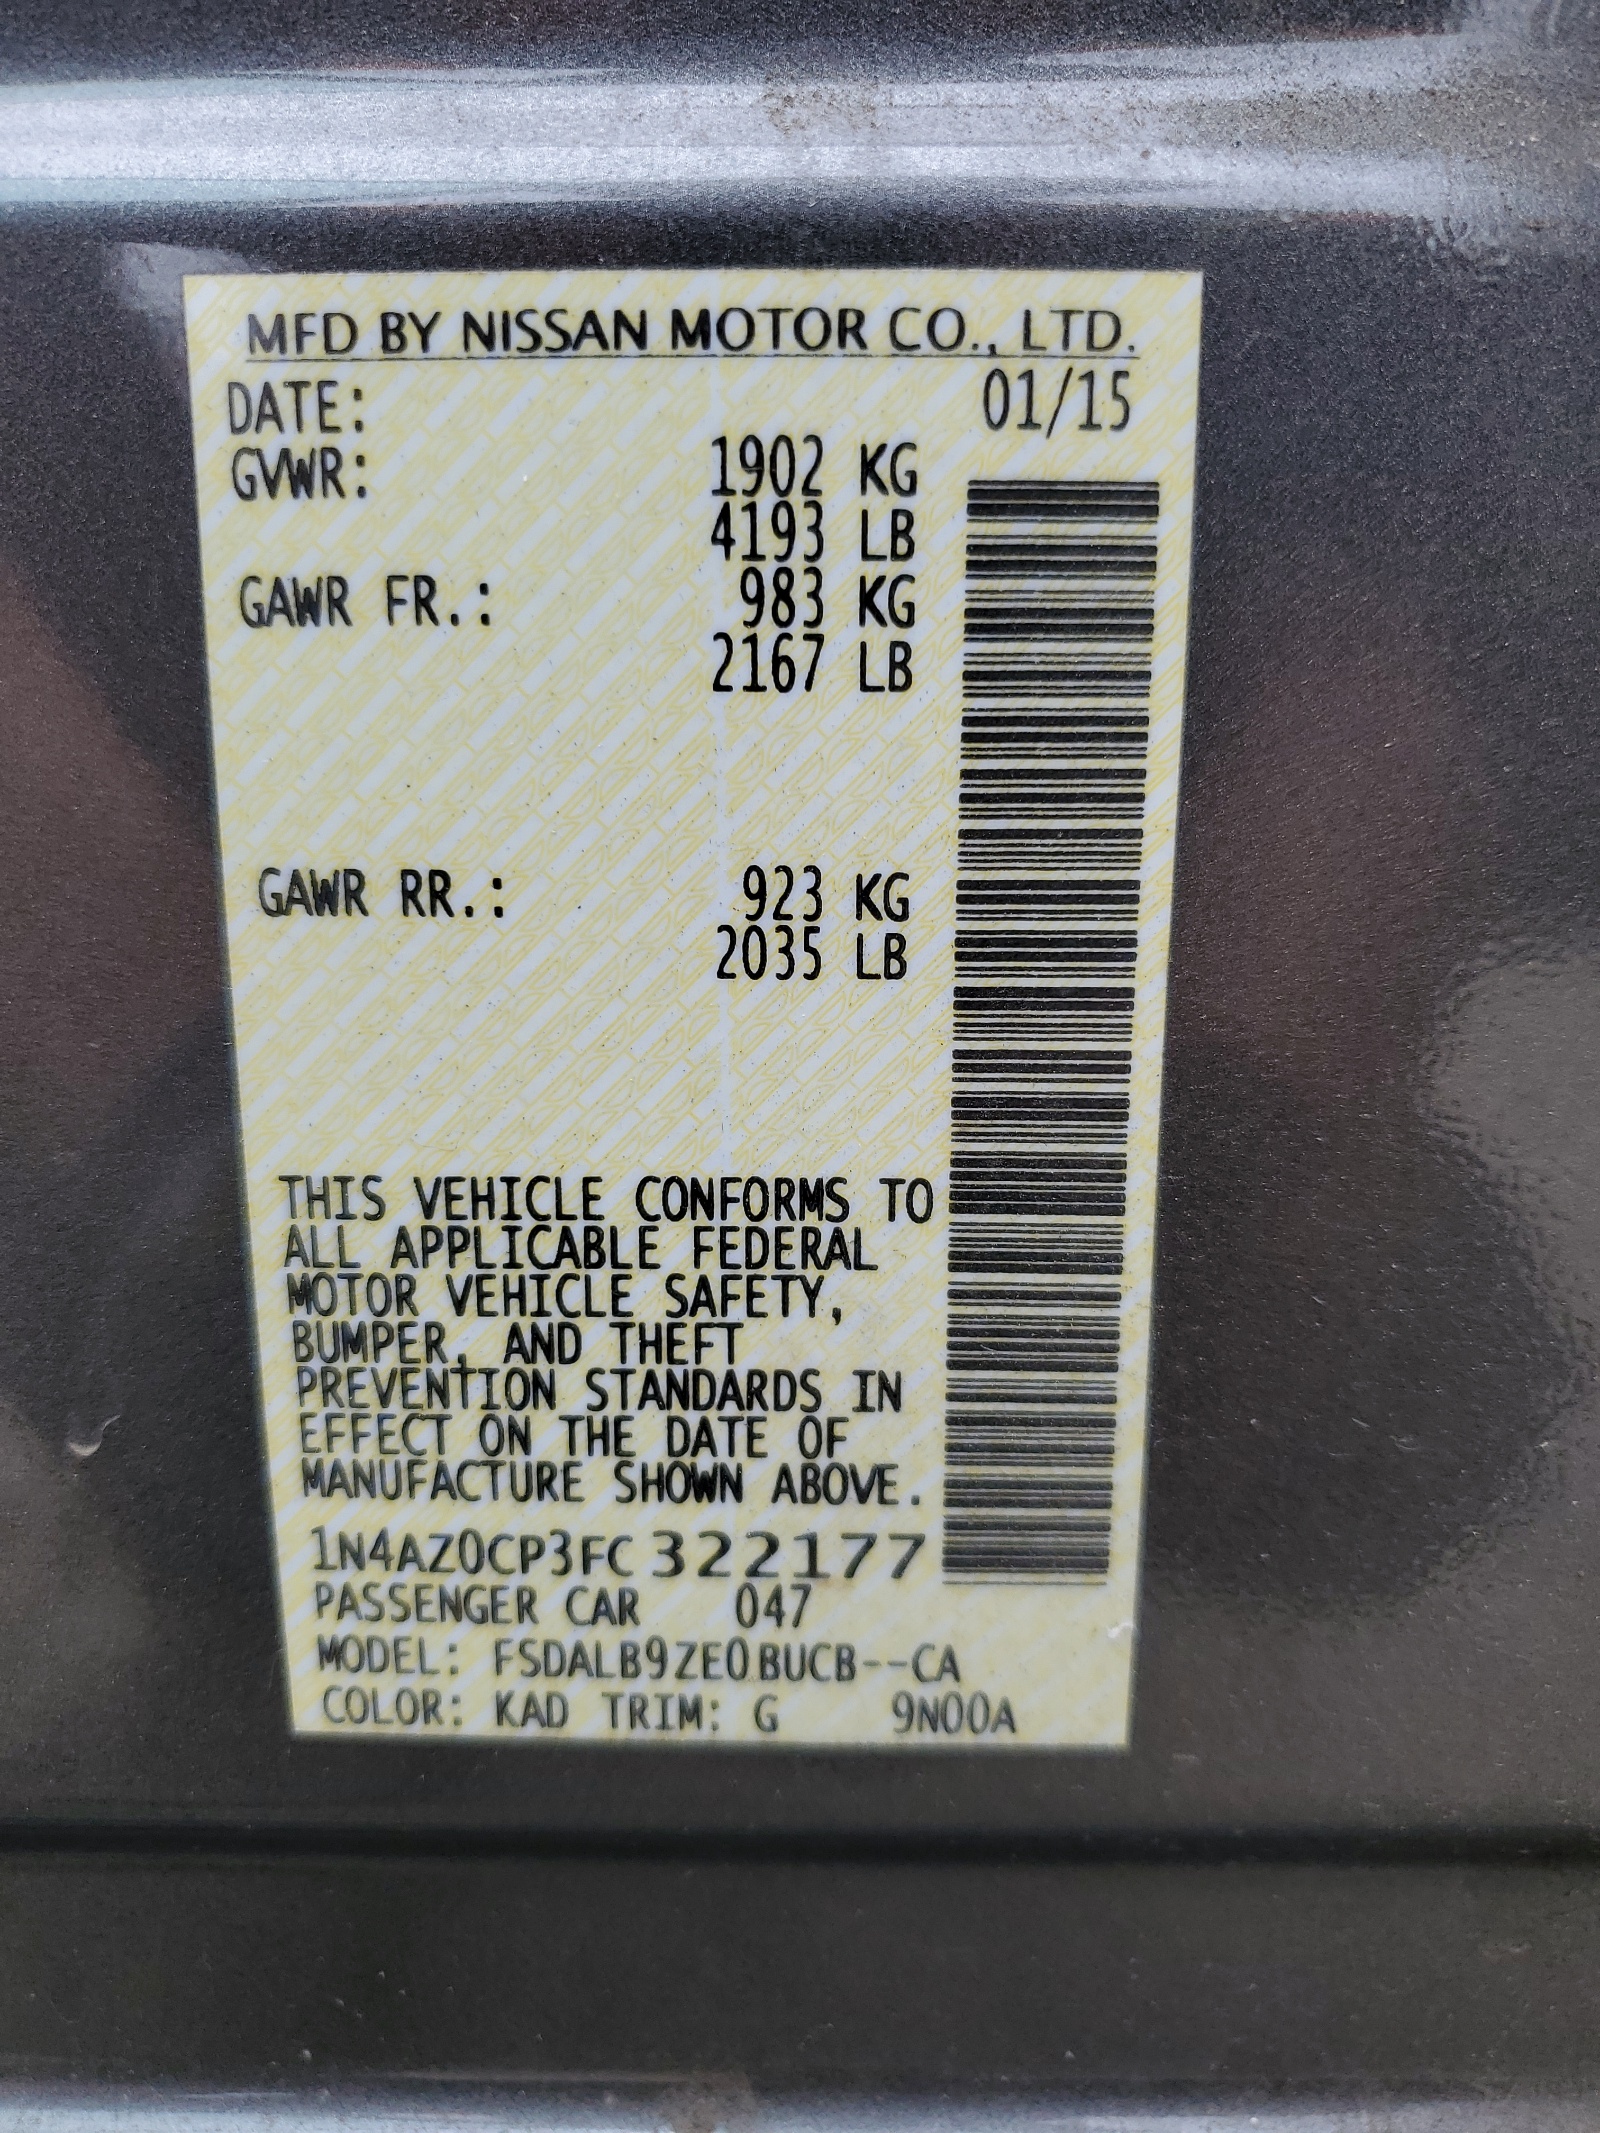 MFD BY NISSAN MOTOR CO., LTD.
DATE: 01/15
GVWR: 1902 KG
4193 LB
GAWR FR.: 983 KG
2167 LB
GAWR RR.: 923 KG
2035 LB
THIS VEHICLE CONFORMS TO
ALL APPLICABLE FEDERAL
MOTOR VEHICLE SAFETY,
BUMPER, AND THEFT
PREVENTION STANDARDS IN
EFFECT ON THE DATE OF
MANUFACTURE SHOWN ABOVE.
1N4AZ0CP3FC322177
PASSENGER CAR 047
MODEL: FSDALB9ZE0BUCB--CA
COLOR: KAD TRIM: G 9N00A